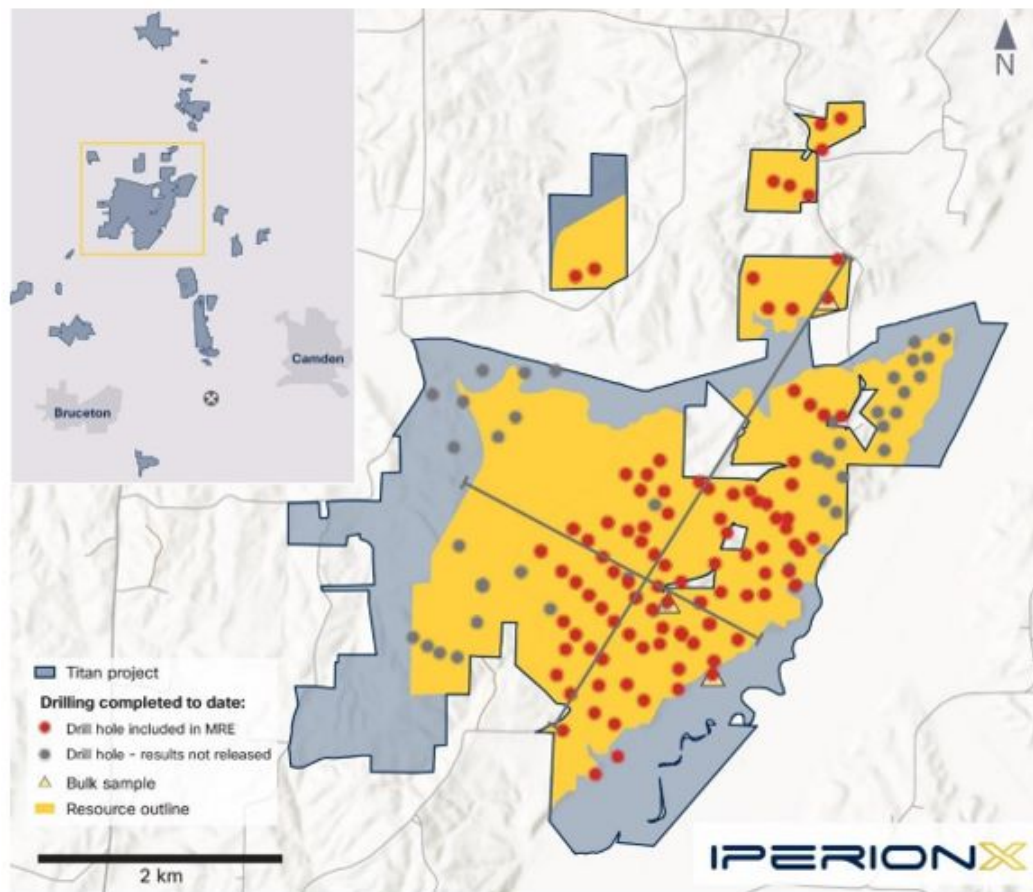 N
Camden
Bruceton
Titan project
Drilling completed to date:
Drill hole included in MRE
Drill hole - results not released
Bulk sample
Resource outline
2 km
IPERIONX